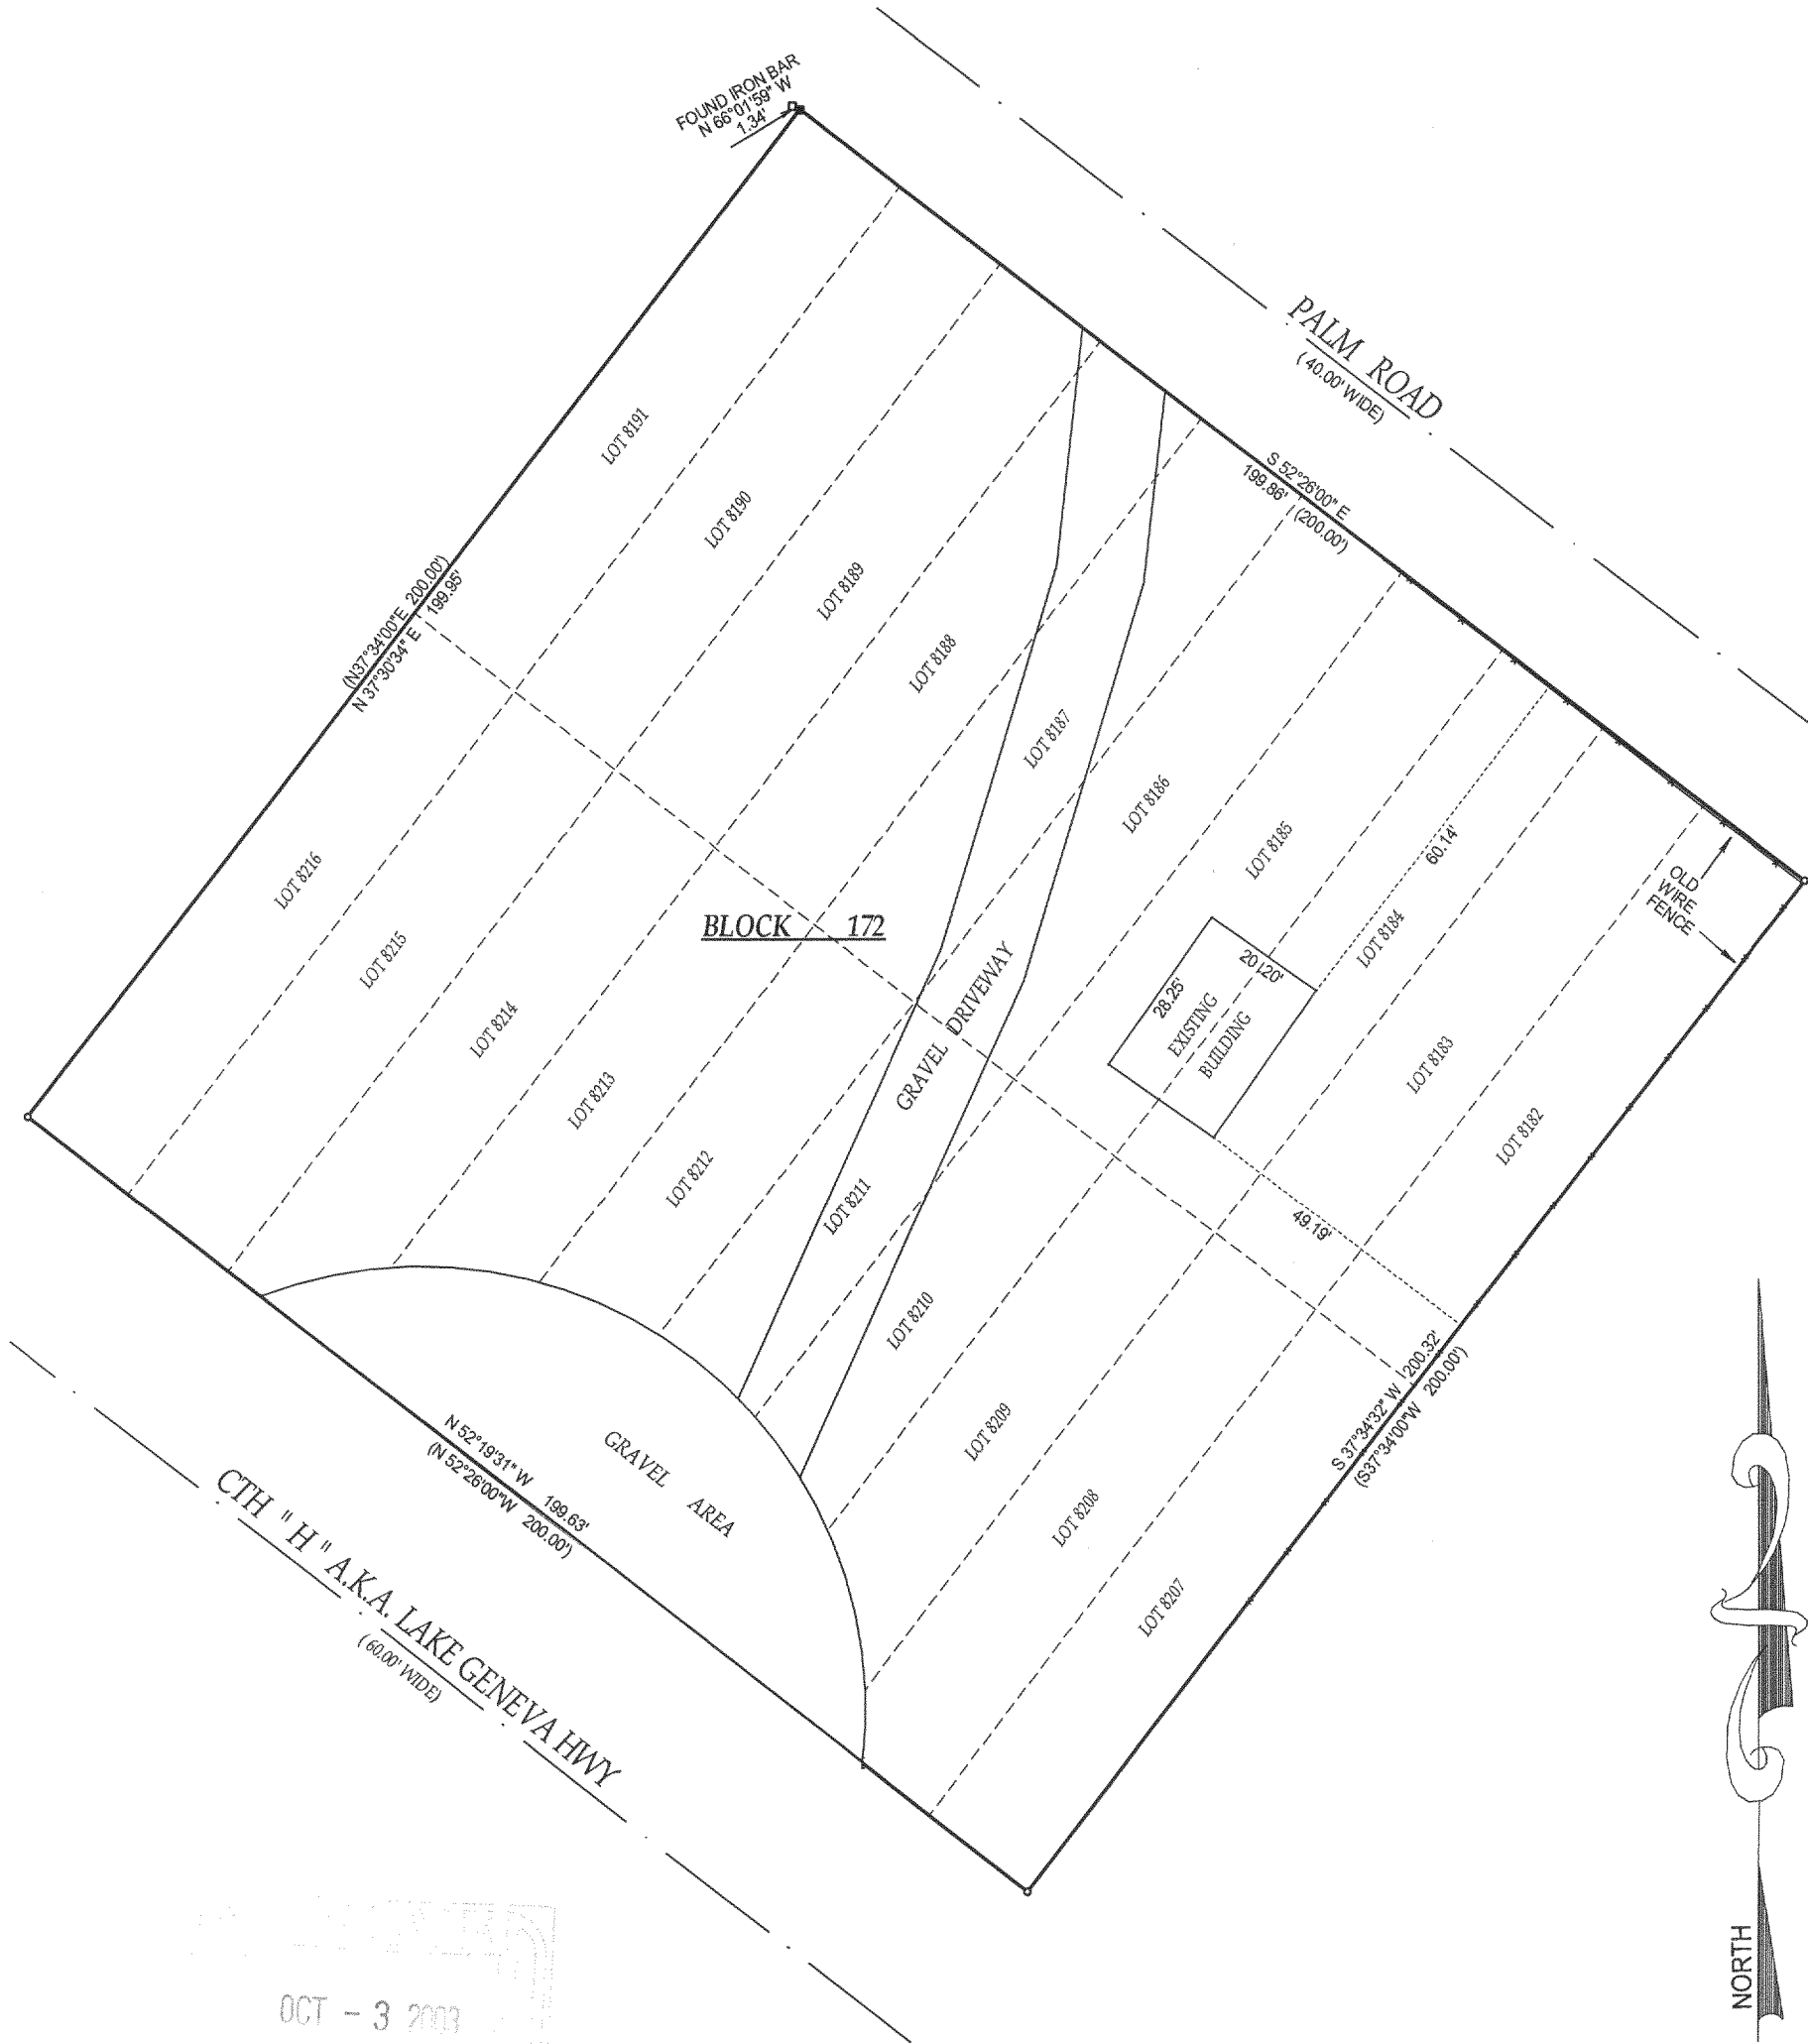 FOUND IRON BAR
N 66°01'59" W
1.34'
PALM ROAD
( 40.00' WIDE)
S 52°26'00" E
199.86' (200.00')
(N37°34'00"E 200.00')
N 37°30'34" E 199.95'
LOT 8191
LOT 8190
LOT 8189
LOT 8188
LOT 8187
LOT 8186
LOT 8185
LOT 8184
LOT 8183
LOT 8182
60.14'
OLD
WIRE
FENCE
BLOCK 172
20.20'
28.25'
EXISTING
BUILDING
GRAVEL DRIVEWAY
49.19'
LOT 8216
LOT 8215
LOT 8214
LOT 8213
LOT 8212
LOT 8211
LOT 8210
LOT 8209
LOT 8208
LOT 8207
S 37°34'32" W 200.32'
(S37°34'00"W 200.00')
GRAVEL AREA
N 52°19'31" W 199.63'
(N 52°26'00"W 200.00')
CTH "H" A.K.A. LAKE GENEVA HWY
( 60.00' WIDE)
NORTH
OCT - 3 2003